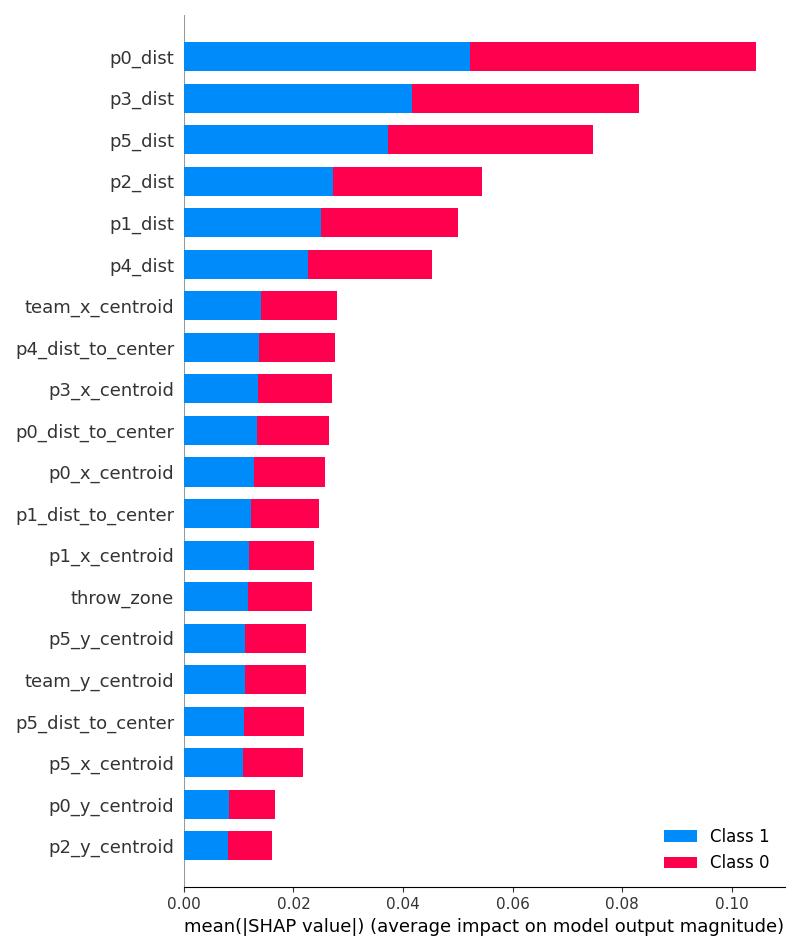 p0_dist
p3_dist
p5_dist
p2_dist
p1_dist
p4_dist
team_x_centroid
p4_dist_to_center
p3_x_centroid
p0_dist_to_center
p0_x_centroid
p1_dist_to_center
p1_x_centroid
throw_zone
p5_y_centroid
team_y_centroid
p5_dist_to_center
p5_x_centroid
p0_y_centroid
p2_y_centroid
Class 1
Class 0
0.00 0.02 0.04 0.06 0.08 0.10
mean(|SHAP value|) (average impact on model output magnitude)